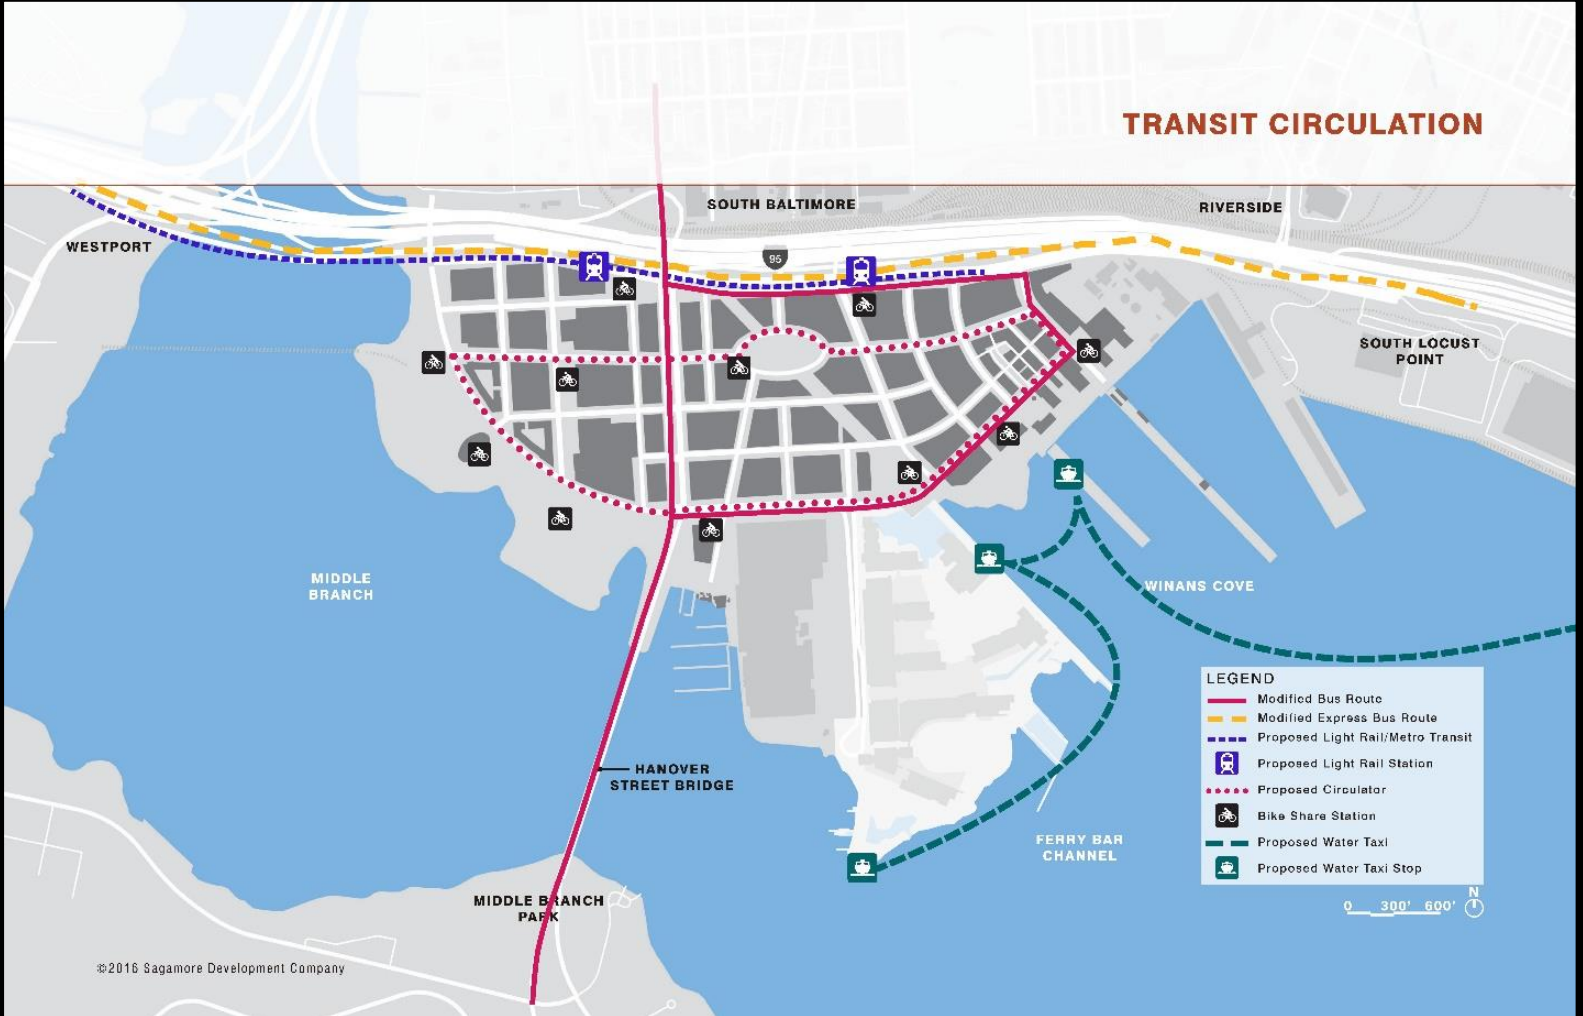 TRANSIT CIRCULATION
SOUTH BALTIMORE
RIVERSIDE
WESTPORT
95
SOUTH LOCUST
POINT
MIDDLE
BRANCH
WINANS COVE
HANOVER
STREET BRIDGE
FERRY BAR
CHANNEL
MIDDLE BRANCH
PARK
LEGEND
Modified Bus Route
Modified Express Bus Route
Proposed Light Rail/Metro Transit
Proposed Light Rail Station
Proposed Circulator
Bike Share Station
Proposed Water Taxi
Proposed Water Taxi Stop
N
0 300' 600'
©2016 Sagamore Development Company